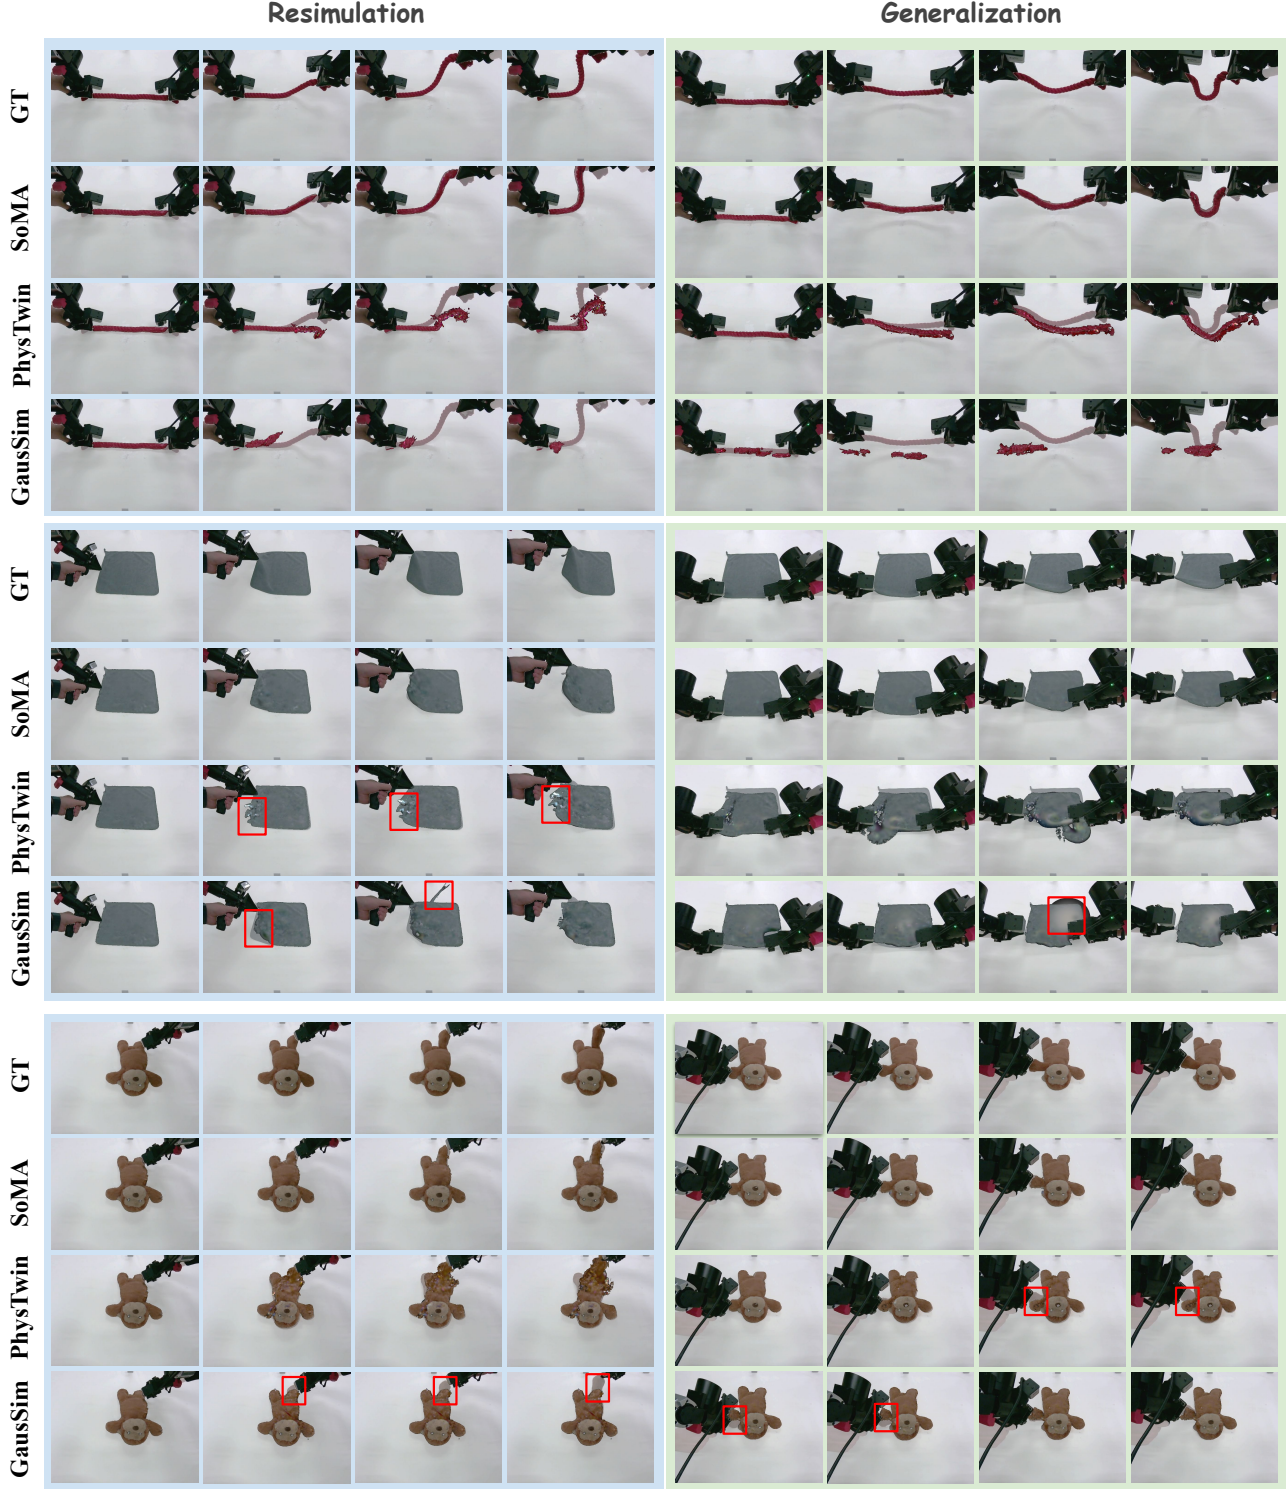 Resimulation Generalization
GT
SoMA
PhysTwin
GausSim
GT
SoMA
PhysTwin
GausSim
GT
SoMA
PhysTwin
GausSim